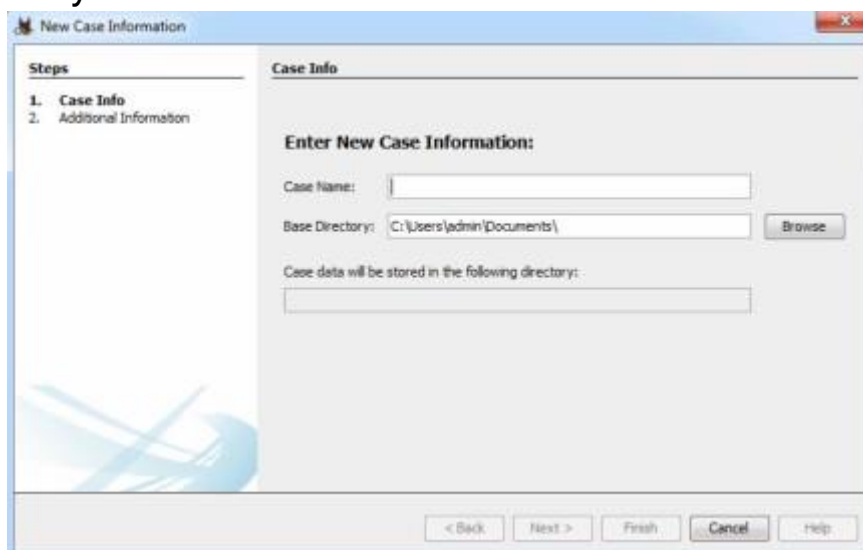 New Case Information
Steps
1. Case Info
2. Additional Information
Case Info
Enter New Case Information:
Case Name:
Base Directory: C:\Users\admin\Documents\ Browse
Case data will be stored in the following directory:
< Back Next > Finish Cancel Help